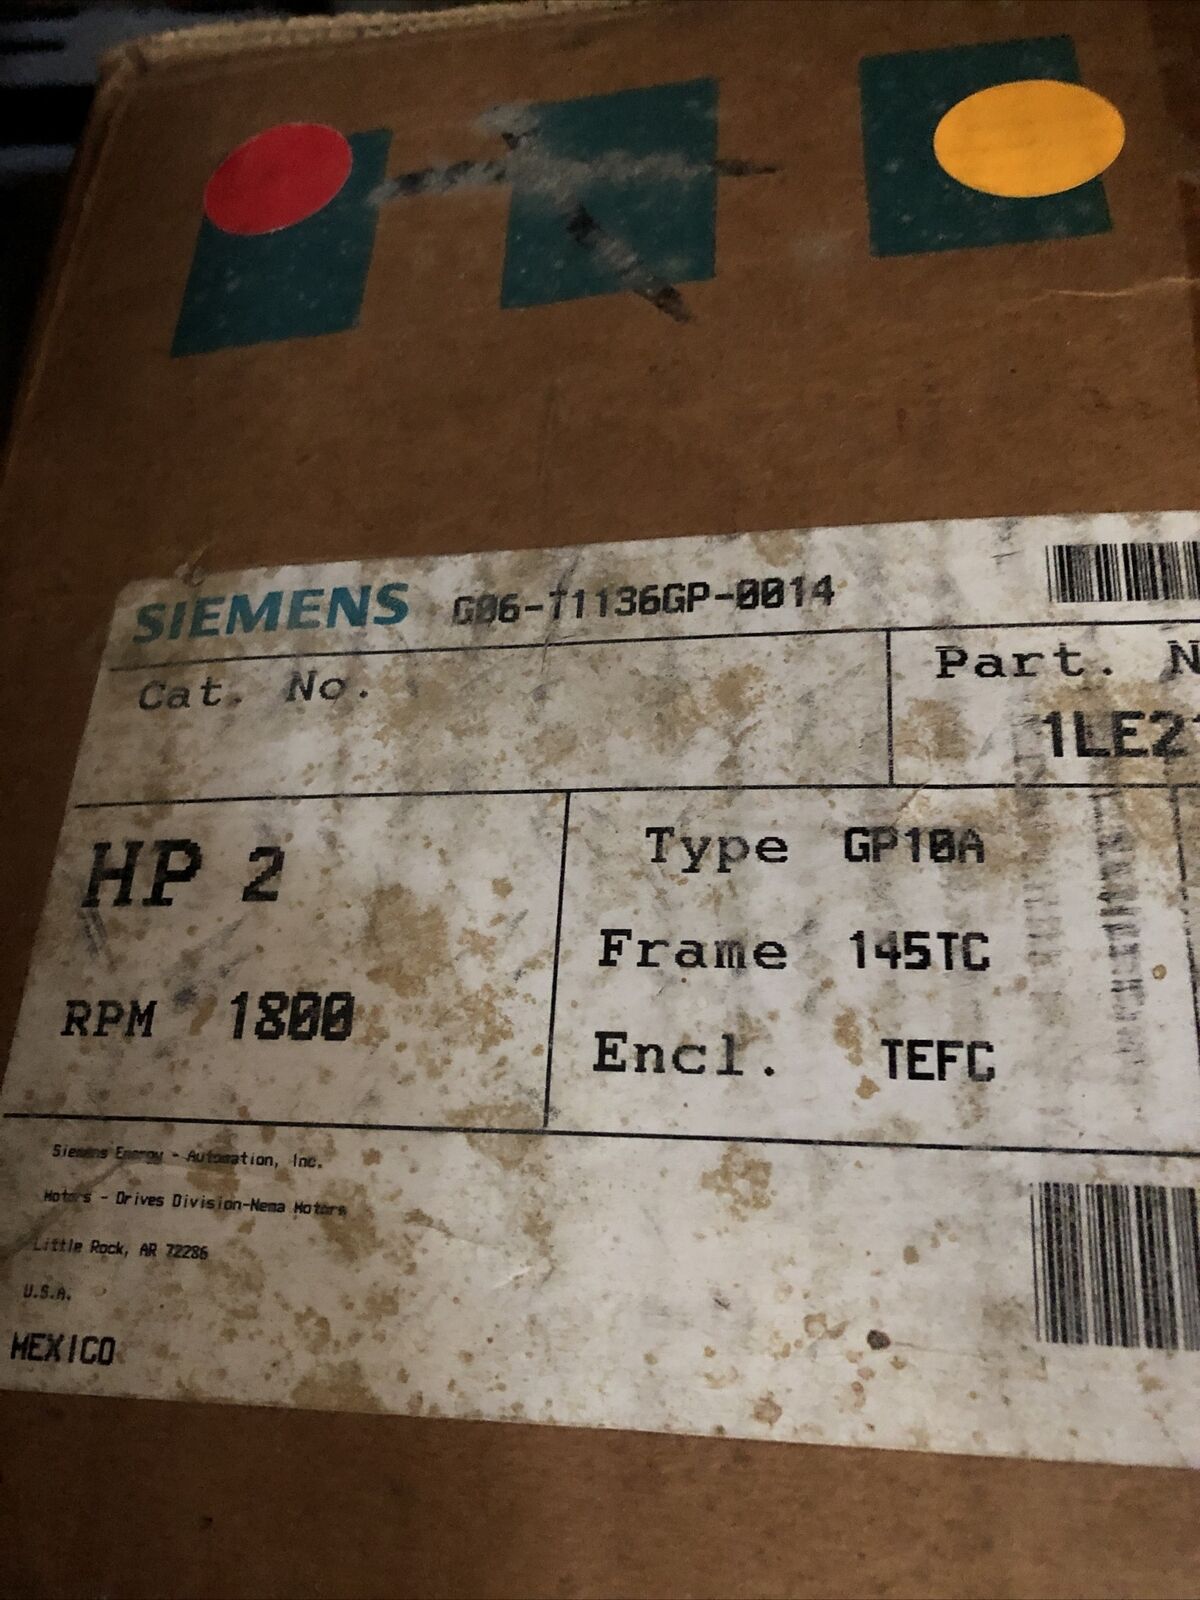 SIEMENS G06-T1136GP-0014
Cat. No.
Part. N
1LE2
HP 2
Type GP10A
Frame 145TC
RPM 1800
Encl. TEFC
Siemens Energy - Automation, Inc.
Motors - Drives Division-Nema Motors
Little Rock, AR 72286
U.S.A.
MEXICO